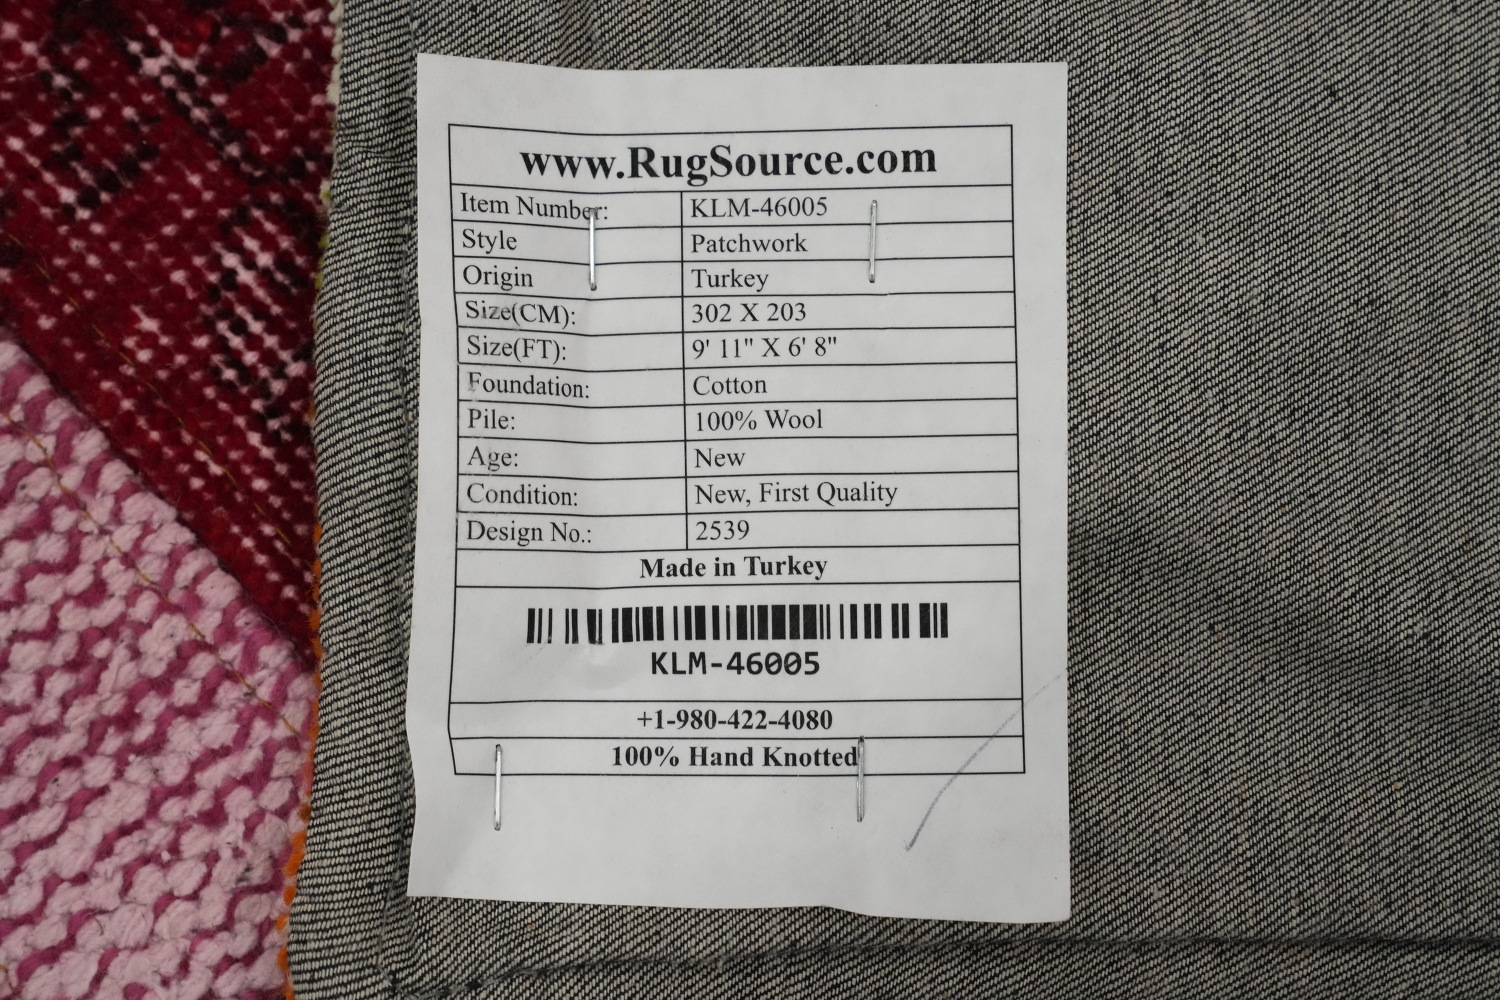 www.RugSource.com
Item Number: KLM-46005
Style Patchwork
Origin Turkey
Size(CM): 302 X 203
Size(FT): 9' 11" X 6' 8"
Foundation: Cotton
Pile: 100% Wool
Age: New
Condition: New, First Quality
Design No.: 2539
Made in Turkey
KLM-46005
+1-980-422-4080
100% Hand Knotted